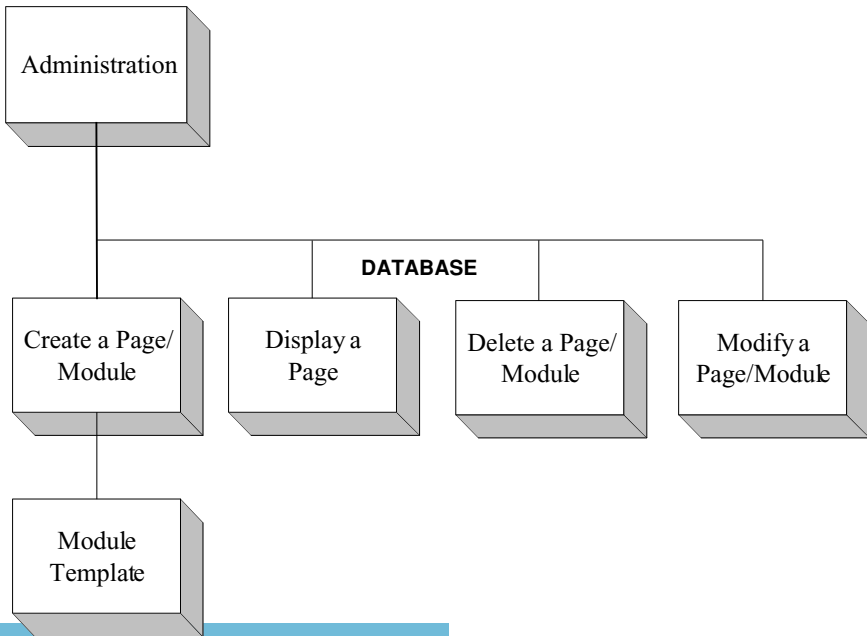 Administration
DATABASE
Create a Page/
Module
Display a
Page
Delete a Page/
Module
Modify a
Page/Module
Module
Template